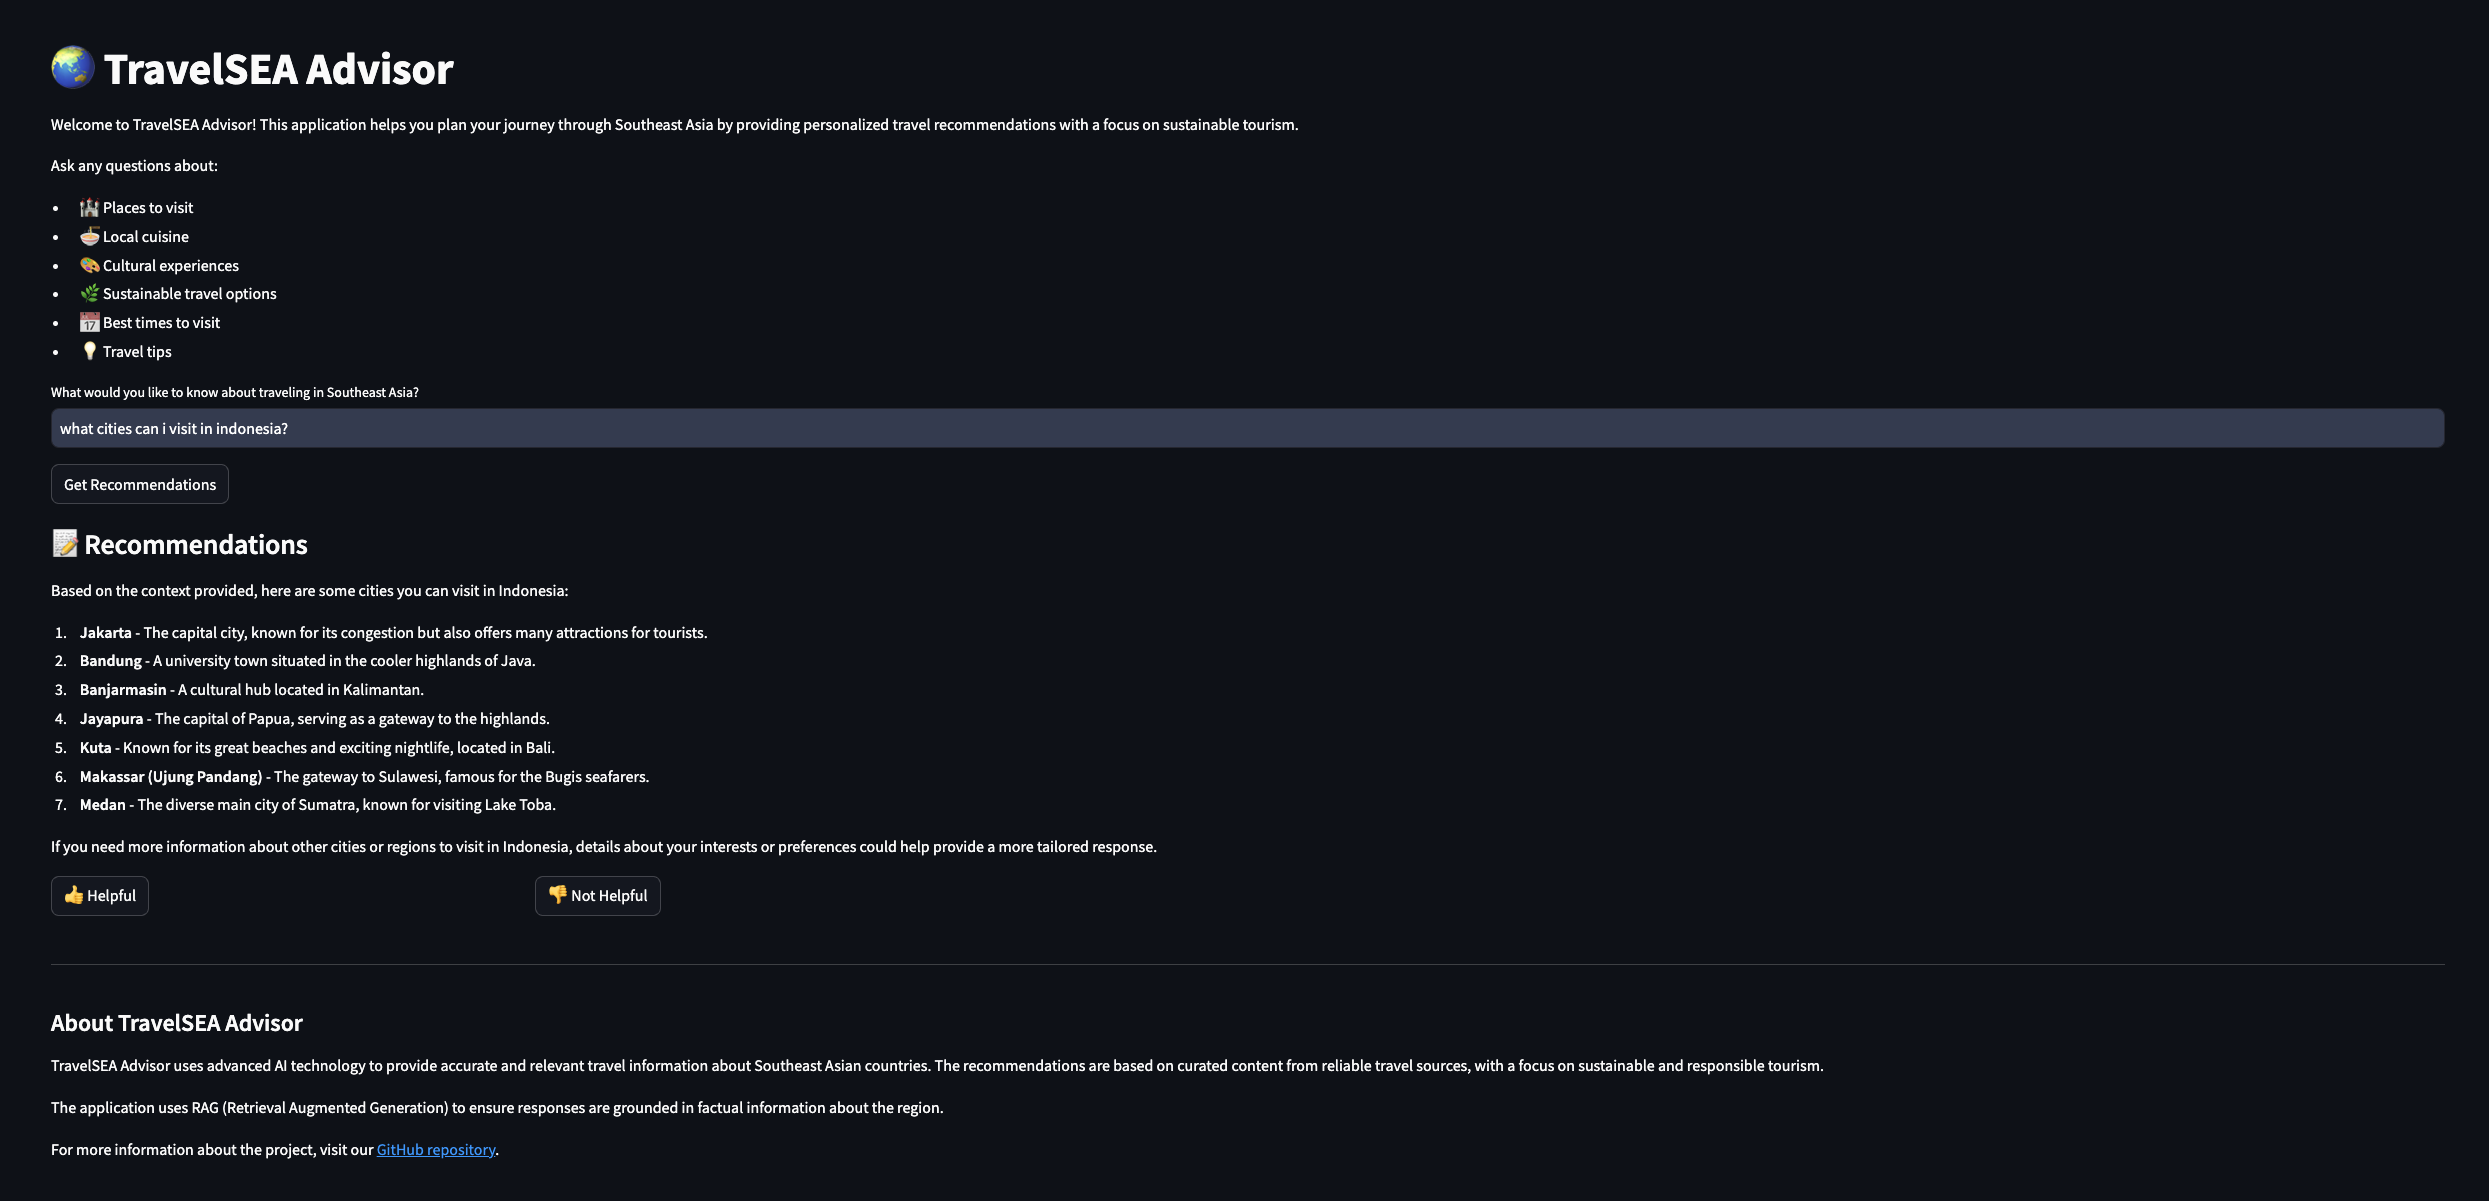 🌏 TravelSEA Advisor
Welcome to TravelSEA Advisor! This application helps you plan your journey through Southeast Asia by providing personalized travel recommendations with a focus on sustainable tourism.
Ask any questions about:
• 🏰 Places to visit
• 🍜 Local cuisine
• 🎨 Cultural experiences
• 🌿 Sustainable travel options
• 📅 Best times to visit
• 💡 Travel tips
What would you like to know about traveling in Southeast Asia?
what cities can i visit in indonesia?
Get Recommendations
📝 Recommendations
Based on the context provided, here are some cities you can visit in Indonesia:
1. Jakarta - The capital city, known for its congestion but also offers many attractions for tourists.
2. Bandung - A university town situated in the cooler highlands of Java.
3. Banjarmasin - A cultural hub located in Kalimantan.
4. Jayapura - The capital of Papua, serving as a gateway to the highlands.
5. Kuta - Known for its great beaches and exciting nightlife, located in Bali.
6. Makassar (Ujung Pandang) - The gateway to Sulawesi, famous for the Bugis seafarers.
7. Medan - The diverse main city of Sumatra, known for visiting Lake Toba.
If you need more information about other cities or regions to visit in Indonesia, details about your interests or preferences could help provide a more tailored response.
👍 Helpful 👎 Not Helpful
About TravelSEA Advisor
TravelSEA Advisor uses advanced AI technology to provide accurate and relevant travel information about Southeast Asian countries. The recommendations are based on curated content from reliable travel sources, with a focus on sustainable and responsible tourism.
The application uses RAG (Retrieval Augmented Generation) to ensure responses are grounded in factual information about the region.
For more information about the project, visit our GitHub repository.